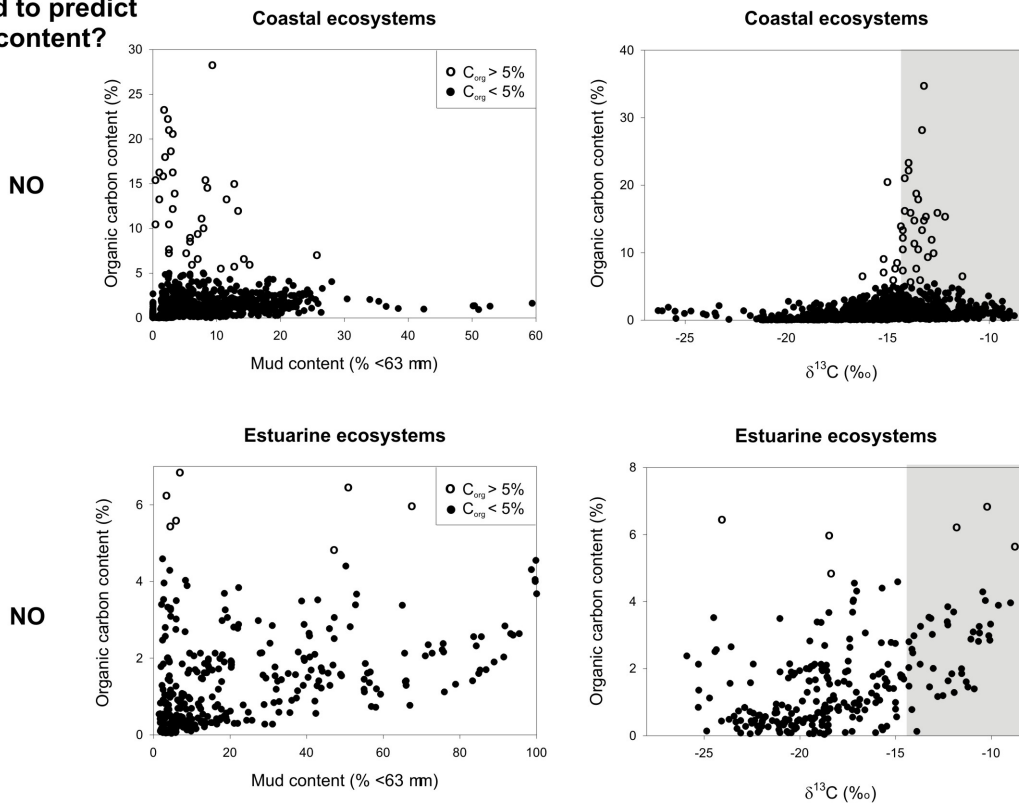 d to predict
content?
NO
NO
Coastal ecosystems
Organic carbon content (%)
30
25
20
15
10
5
0
C org > 5%
C org < 5%
0 10 20 30 40 50 60
Mud content (% <63 mm)
Coastal ecosystems
Organic carbon content (%)
40
30
20
10
0
-25 -20 -15 -10
δ13C (‰)
Estuarine ecosystems
Organic carbon content (%)
6
4
2
0
C org > 5%
C org < 5%
0 20 40 60 80 100
Mud content (% <63 mm)
Estuarine ecosystems
Organic carbon content (%)
8
6
4
2
0
-25 -20 -15 -10
δ13C (‰)